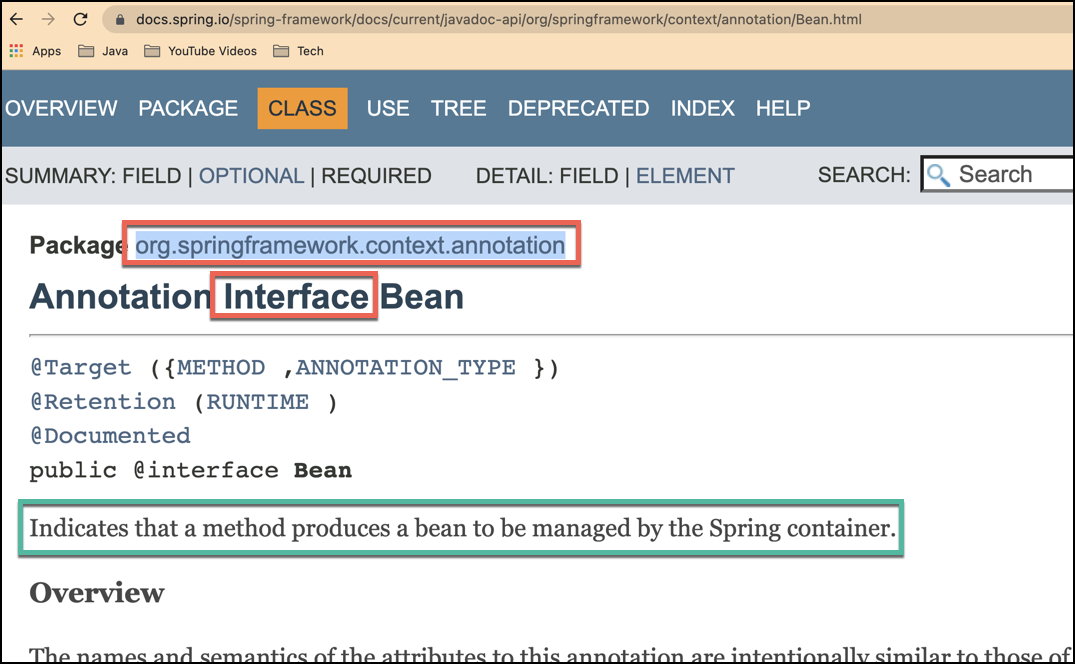 docs.spring.io/spring-framework/docs/current/javadoc-api/org/springframework/context/annotation/Bean.html
Apps Java YouTube Videos Tech
OVERVIEW PACKAGE CLASS USE TREE DEPRECATED INDEX HELP
SUMMARY: FIELD | OPTIONAL | REQUIRED DETAIL: FIELD | ELEMENT SEARCH: Search
Package org.springframework.context.annotation
Annotation Interface Bean
@Target ({METHOD ,ANNOTATION_TYPE })
@Retention (RUNTIME )
@Documented
public @interface Bean
Indicates that a method produces a bean to be managed by the Spring container.
Overview
The names and semantics of the attributes to this annotation are intentionally similar to those of